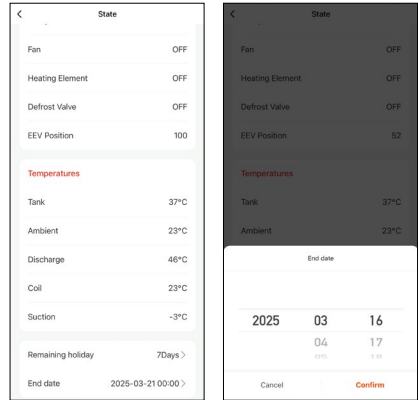 State
Fan OFF
Heating Element OFF
Defrost Valve OFF
EEV Position 100
Temperatures
Tank 37°C
Ambient 23°C
Discharge 46°C
Coil 23°C
Suction -3°C
Remaining holiday 7Days >
End date 2025-03-21 00:00 >
State
Fan OFF
Heating Element OFF
Defrost Valve OFF
EEV Position 52
Temperatures
Tank 37°C
Ambient 23°C
End date
2025 03 16
04 17
Cancel Confirm